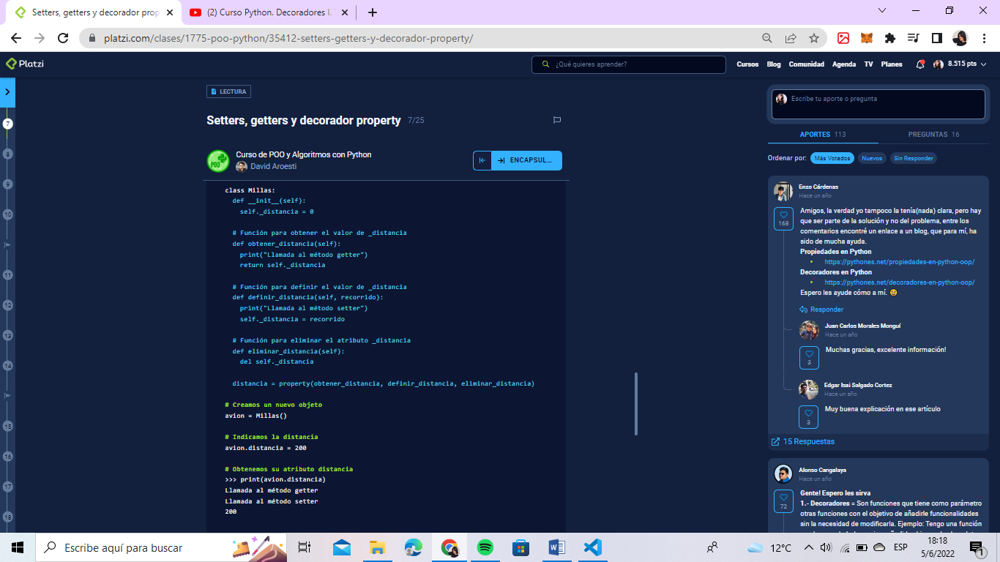 Setters, getters y decorador prop
(2) Curso Python. Decoradores I.
platzi.com/clases/1775-poo-python/35412-setters-getters-y-decorador-property/
Platzi
¿Qué quieres aprender?
Cursos
Blog
Comunidad
Agenda
TV
Planes
8.515 pts
7
8
9
10
11
12
13
14
15
16
17
18
LECTURA
Setters, getters y decorador property 7/25
POO
Curso de POO y Algoritmos con Python
David Aroesti
ENCAPSUL...
class Millas:
def __init__(self):
self._distancia = 0
# Función para obtener el valor de _distancia
def obtener_distancia(self):
print("Llamada al método getter")
return self._distancia
# Función para definir el valor de _distancia
def definir_distancia(self, recorrido):
print("Llamada al método setter")
self._distancia = recorrido
# Función para eliminar el atributo _distancia
def eliminar_distancia(self):
del self._distancia
distancia = property(obtener_distancia, definir_distancia, eliminar_distancia)
# Creamos un nuevo objeto
avion = Millas()
# Indicamos la distancia
avion.distancia = 200
# Obtenemos su atributo distancia
>>> print(avion.distancia)
Llamada al método getter
Llamada al método setter
200
Escribe tu aporte o pregunta
APORTES 113
PREGUNTAS 16
Ordenar por:
Más Votados
Nuevos
Sin Responder
Enzo Cárdenas
Hace un año
168
Amigos, la verdad yo tampoco la tenía(nada) clara, pero hay
que ser parte de la solución y no del problema, entre los
comentarios encontré un enlace a un blog, que para mí, ha
sido de mucha ayuda.
Propiedades en Python
• https://pythones.net/propiedades-en-python-oop/
Decoradores en Python
• https://pythones.net/decoradores-en-python-oop/
Espero les ayude cómo a mí. 😃
Responder
Juan Carlos Morales Monguí
Hace un año
3
Muchas gracias, excelente información!
Edgar Isai Salgado Cortez
Hace un año
3
Muy buena explicación en ese artículo
15 Respuestas
Alonso Cangalaya
Hace un año
72
Gente! Espero les sirva
1.- Decoradores = Son funciones que tiene como parámetro
otras funciones con el objetivo de añadirle funcionalidades
sin la necesidad de modificarla. Ejemplo: Tengo una función
Escribe aquí para buscar
12°C
ESP
18:18
5/6/2022
1